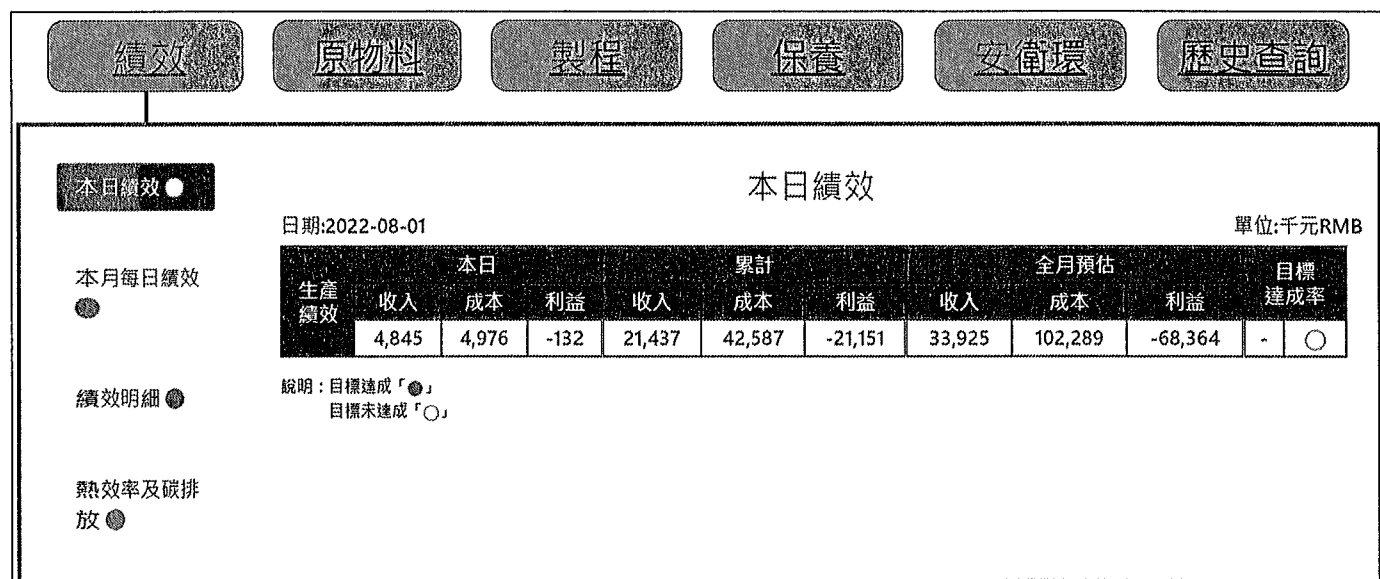 績效 原物料 製程 保養 安衛環 歷史查詢
本日績效
本日績效
日期:2022-08-01 單位:千元RMB
本月每日績效
生產績效 本日 累計 全月預估 目標達成率
收入 成本 利益 收入 成本 利益 收入 成本 利益
4,845 4,976 -132 21,437 42,587 -21,151 33,925 102,289 -68,364 - ○
說明：目標達成「●」
目標未達成「○」
績效明細
熱效率及碳排
放